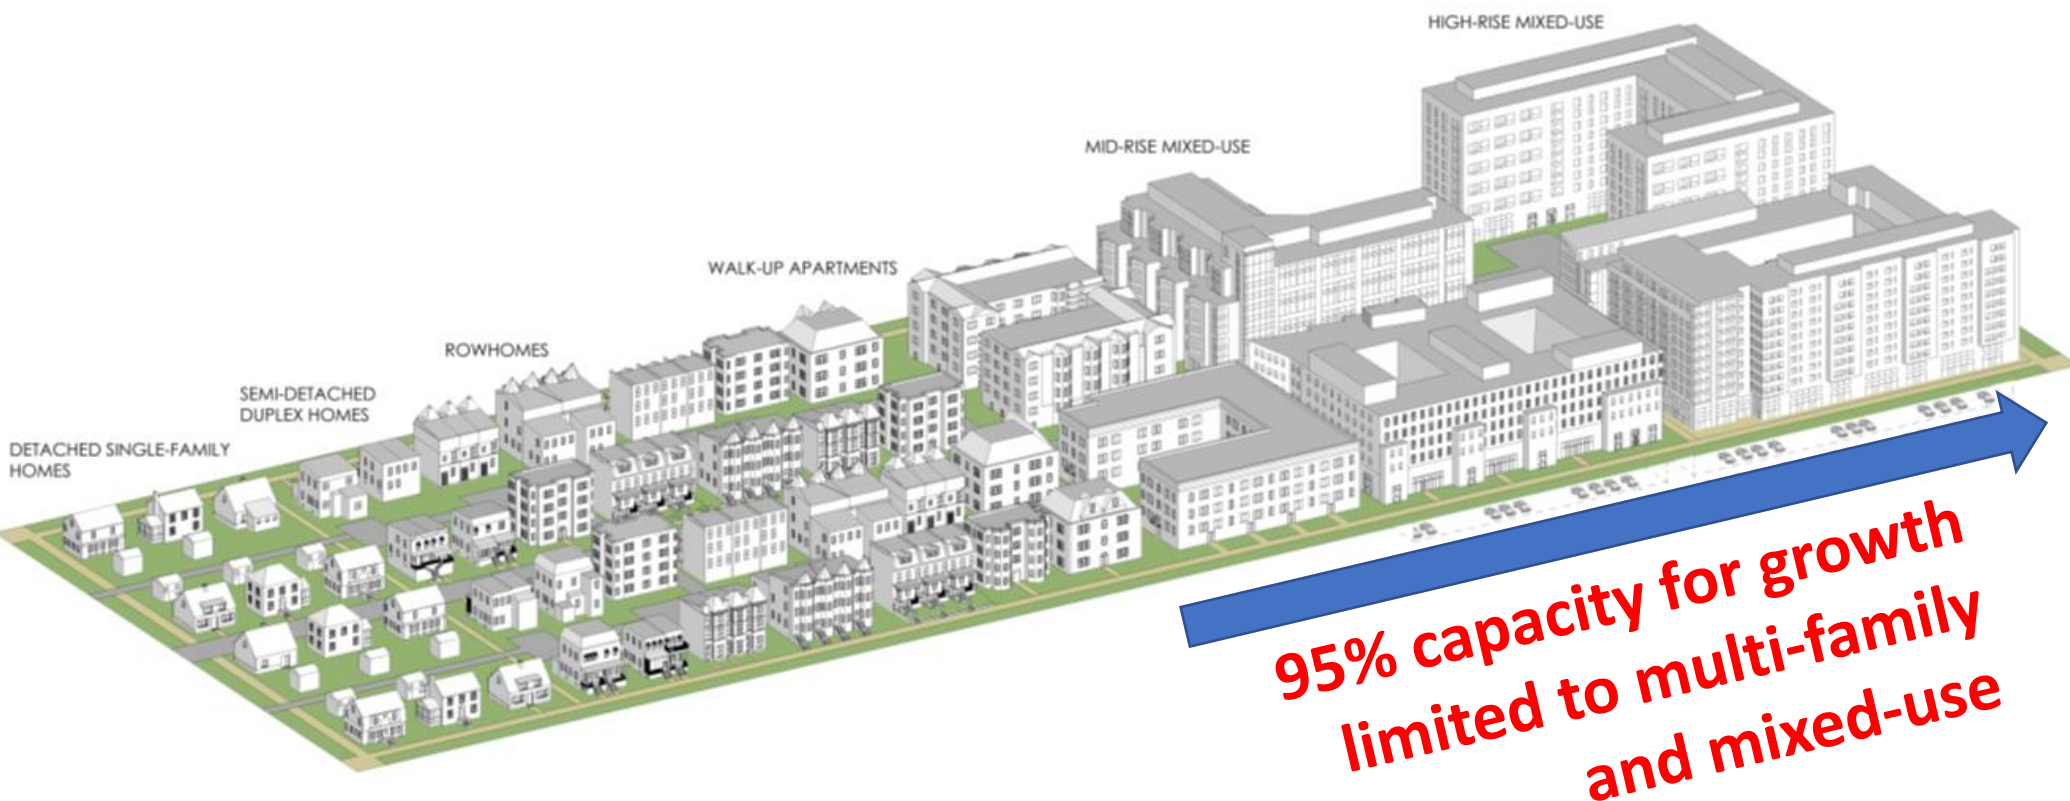 HIGH-RISE MIXED-USE
MID-RISE MIXED-USE
WALK-UP APARTMENTS
ROWHOMES
SEMI-DETACHED
DUPLEX HOMES
DETACHED SINGLE-FAMILY
HOMES
95% capacity for growth
limited to multi-family
and mixed-use